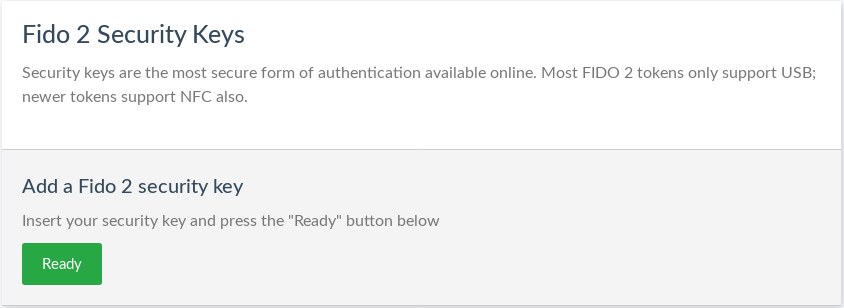 Fido 2 Security Keys
Security keys are the most secure form of authentication available online. Most FIDO 2 tokens only support USB;
newer tokens support NFC also.
Add a Fido 2 security key
Insert your security key and press the "Ready" button below
Ready